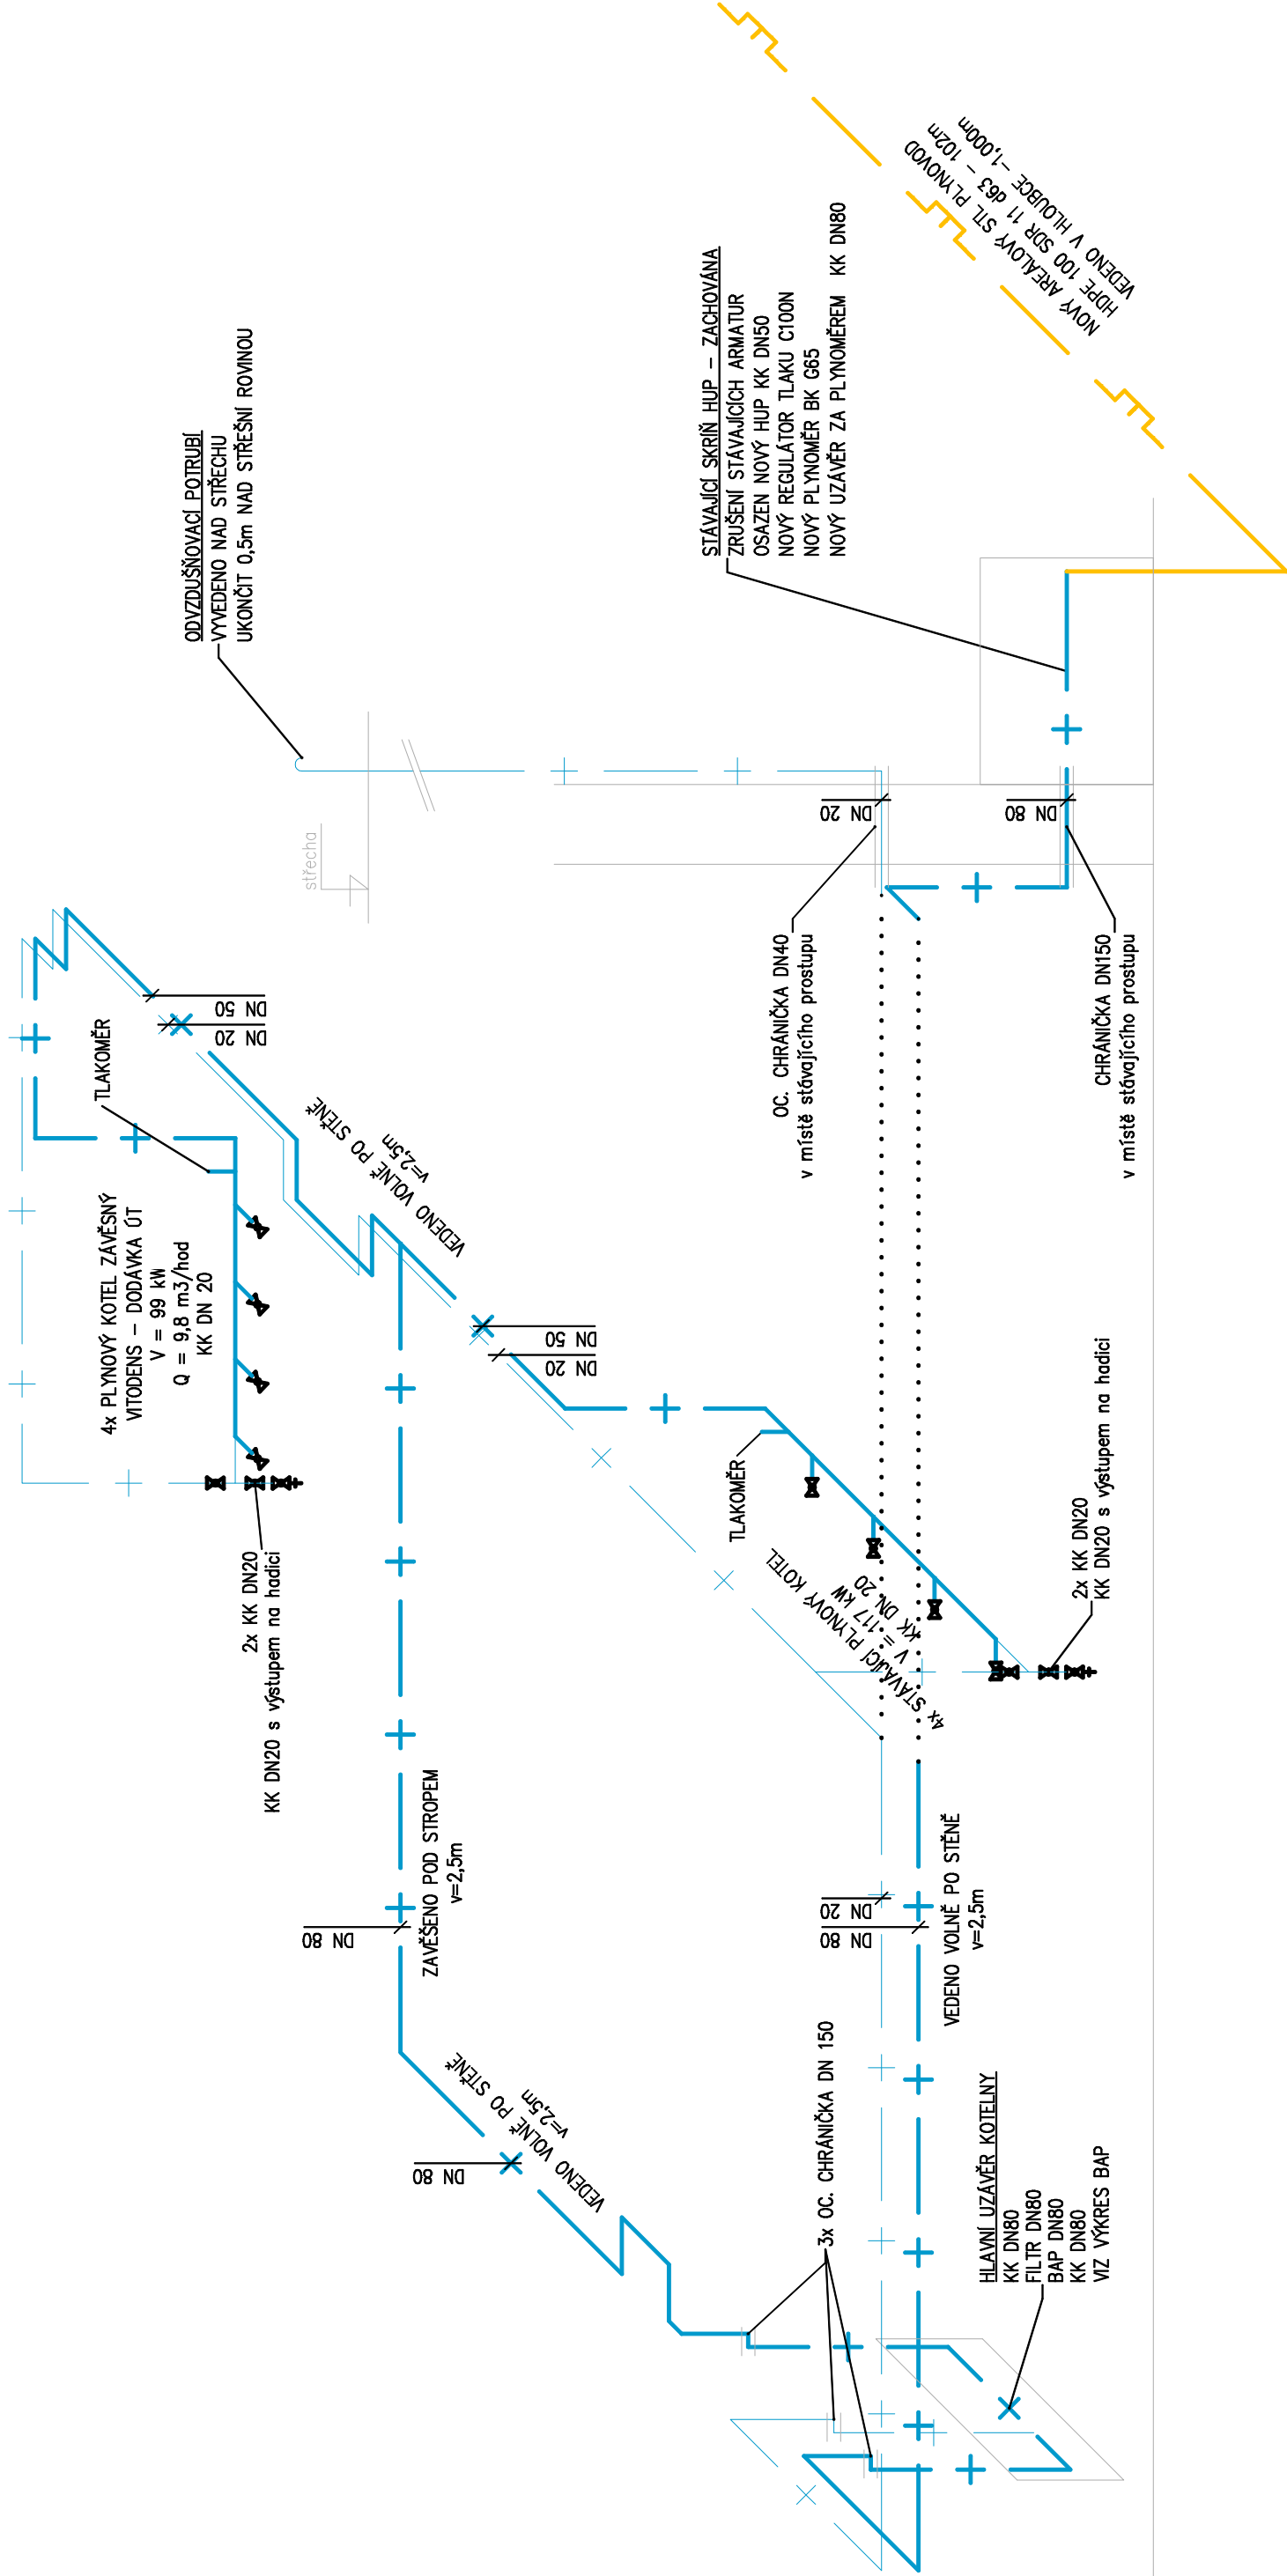 ODVZDUŠŇOVACÍ POTRUBÍ
VYVEDENO NAD STŘECHU
UKONČIT 0,5m NAD STŘEŠNÍ ROVINOU
NOVÝ AREÁLOVÝ STL PLYNOVOD
HDPE 100 SDR 11 d63 - 102m
VEDENO V HLOUBCE -1,000m
STÁVAJÍCÍ SKRÍŇ HUP - ZACHOVÁNA
ZRUŠENÍ STÁVAJÍCÍCH ARMATUR
OSAZEN NOVÝ HUP KK DN50
NOVÝ REGULÁTOR TLAKU C100N
NOVÝ PLYNOMĚR BK G65
NOVÝ UZÁVĚR ZA PLYNOMĚREM KK DN80
střecha
DN 20
DN 80
DN 50
DN 20
TLAKOMĚR
OC. CHRÁNIČKA DN40
v místě stávajícího prostupu
CHRÁNIČKA DN150
v místě stávajícího prostupu
4x PLYNOVÝ KOTEL ZÁVĚSNÝ
VITODENS - DODÁVKA ÚT
V = 99 kW
Q = 9,8 m3/hod
KK DN 20
VEDENO VOLNĚ PO STĚNĚ
v=2,5m
DN 50
DN 20
2x KK DN20
KK DN20 s výstupem na hadici
TLAKOMĚR
4x STÁVAJÍCÍ PLYNOVÝ KOTEL
V = 117 kW
KK DN 20
2x KK DN20
KK DN20 s výstupem na hadici
ZAVĚŠENO POD STROPEM
v=2,5m
DN 80
DN 20
DN 80
VEDENO VOLNĚ PO STĚNĚ
v=2,5m
VEDENO VOLNĚ PO STĚNĚ
v=2,5m
DN 80
3x OC. CHRÁNIČKA DN 150
HLAVNÍ UZÁVĚR KOTELNY
KK DN80
FILTR DN80
BAP DN80
KK DN80
VIZ VÝKRES BAP